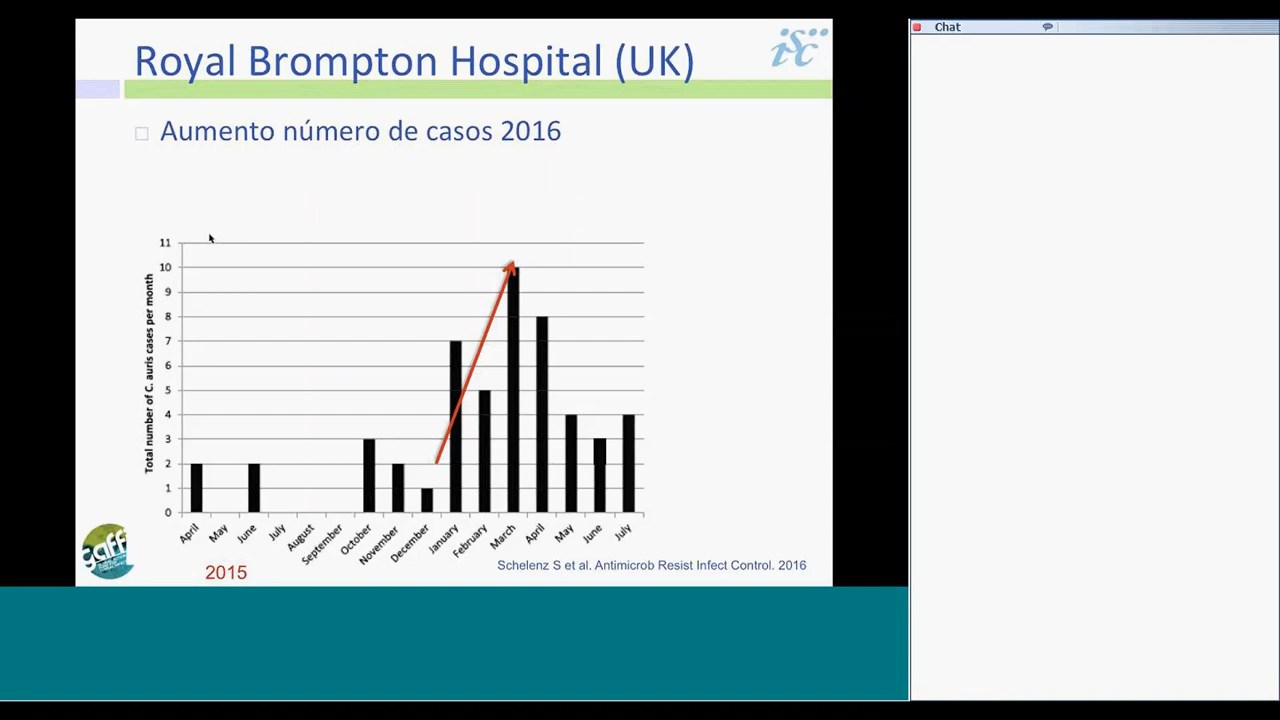 Chat
Royal Brompton Hospital (UK)
isc
Aumento número de casos 2016
Total number of C. auris cases per month
11
10
9
8
7
6
5
4
3
2
1
0
April
May
June
July
August
September
October
November
December
January
February
March
April
May
June
July
gaffi
2015
Schelenz S et al. Antimicrob Resist Infect Control. 2016